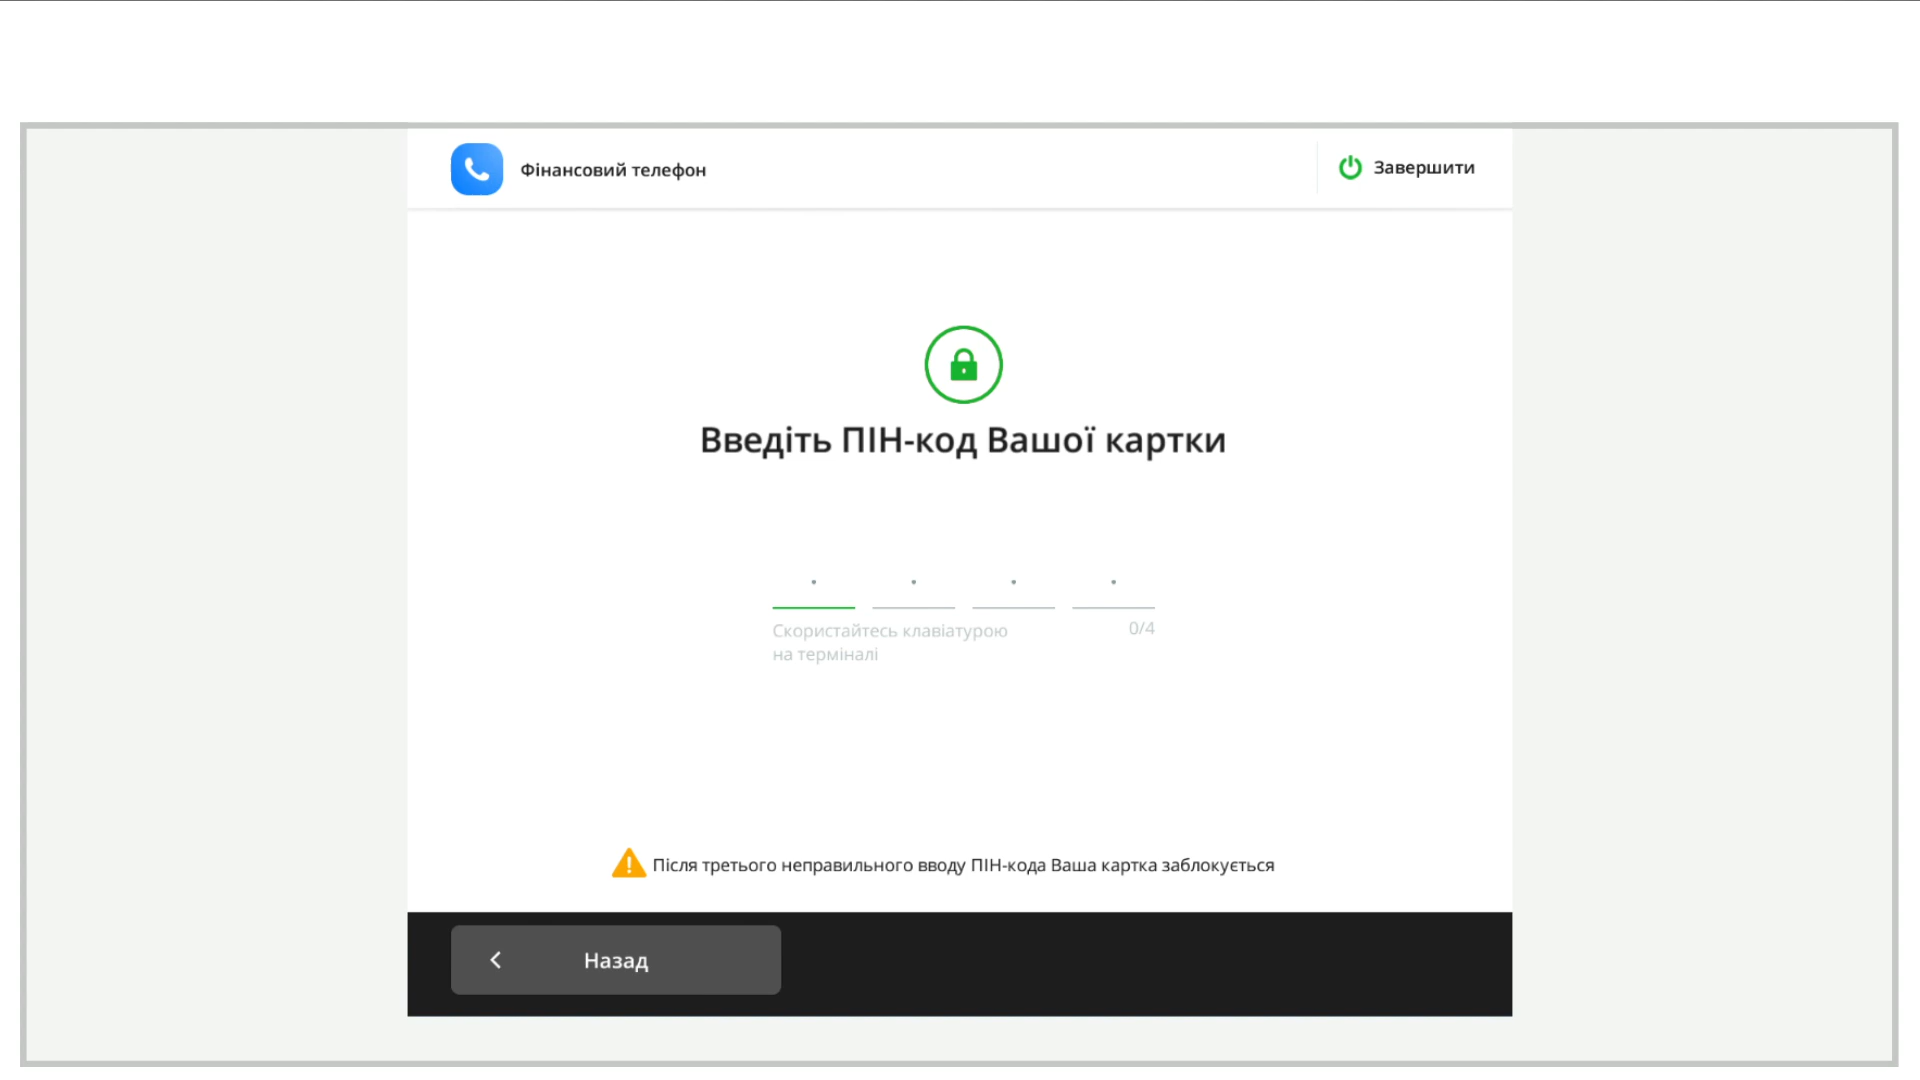 Фінансовий телефон
Завершити
Введіть ПІН-код Вашої картки
Скористайтесь клавіатурою
на терміналі
0/4
Після третього неправильного вводу ПІН-кода Ваша картка заблокується
Назад